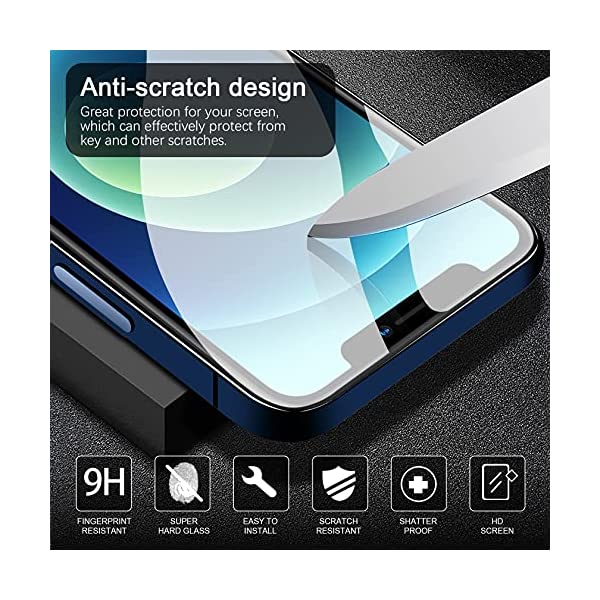 Anti-scratch design
Great protection for your screen,
which can effectively protect from
key and other scratches.
9H
FINGERPRINT
RESISTANT
SUPER
HARD GLASS
EASY TO
INSTALL
SCRATCH
RESISTANT
SHATTER
PROOF
HD
SCREEN